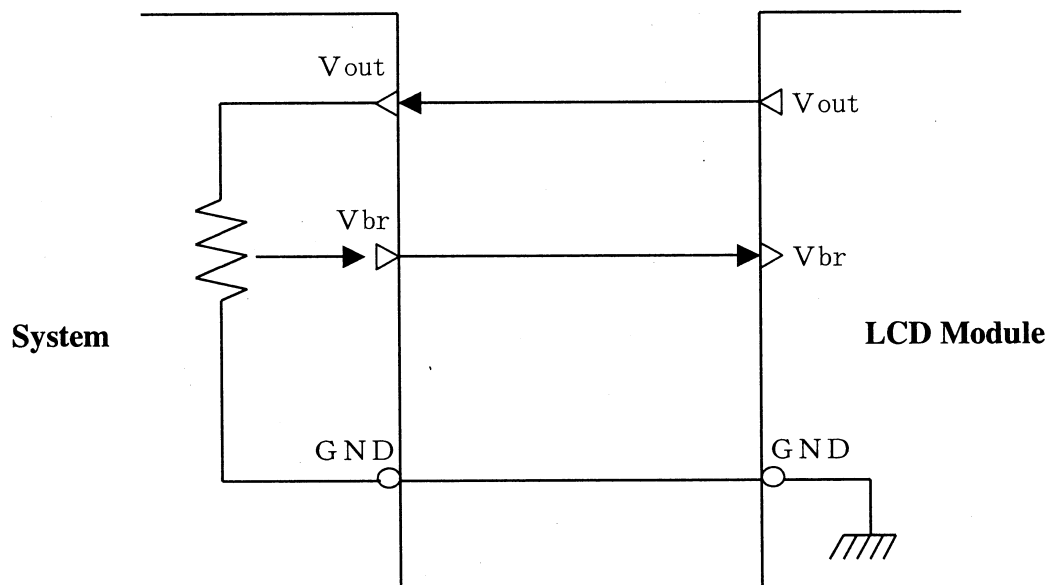 Vout
Vout
Vbr
Vbr
System
LCD Module
GND
GND